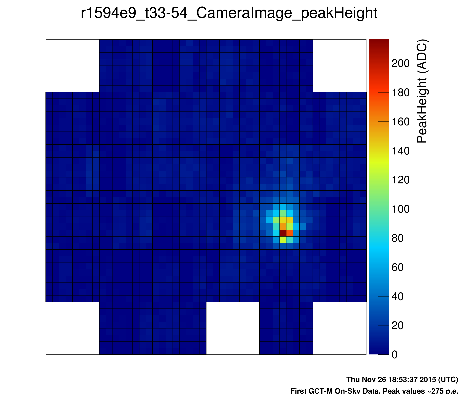 r1594e9_t33-54_CameraImage_peakHeight
PeakHeight (ADC)
200
180
160
140
120
100
80
60
40
20
0
Thu Nov 26 18:53:37 2015 (UTC)
First GCT-M On-Sky Data. Peak values ~275 p.e.